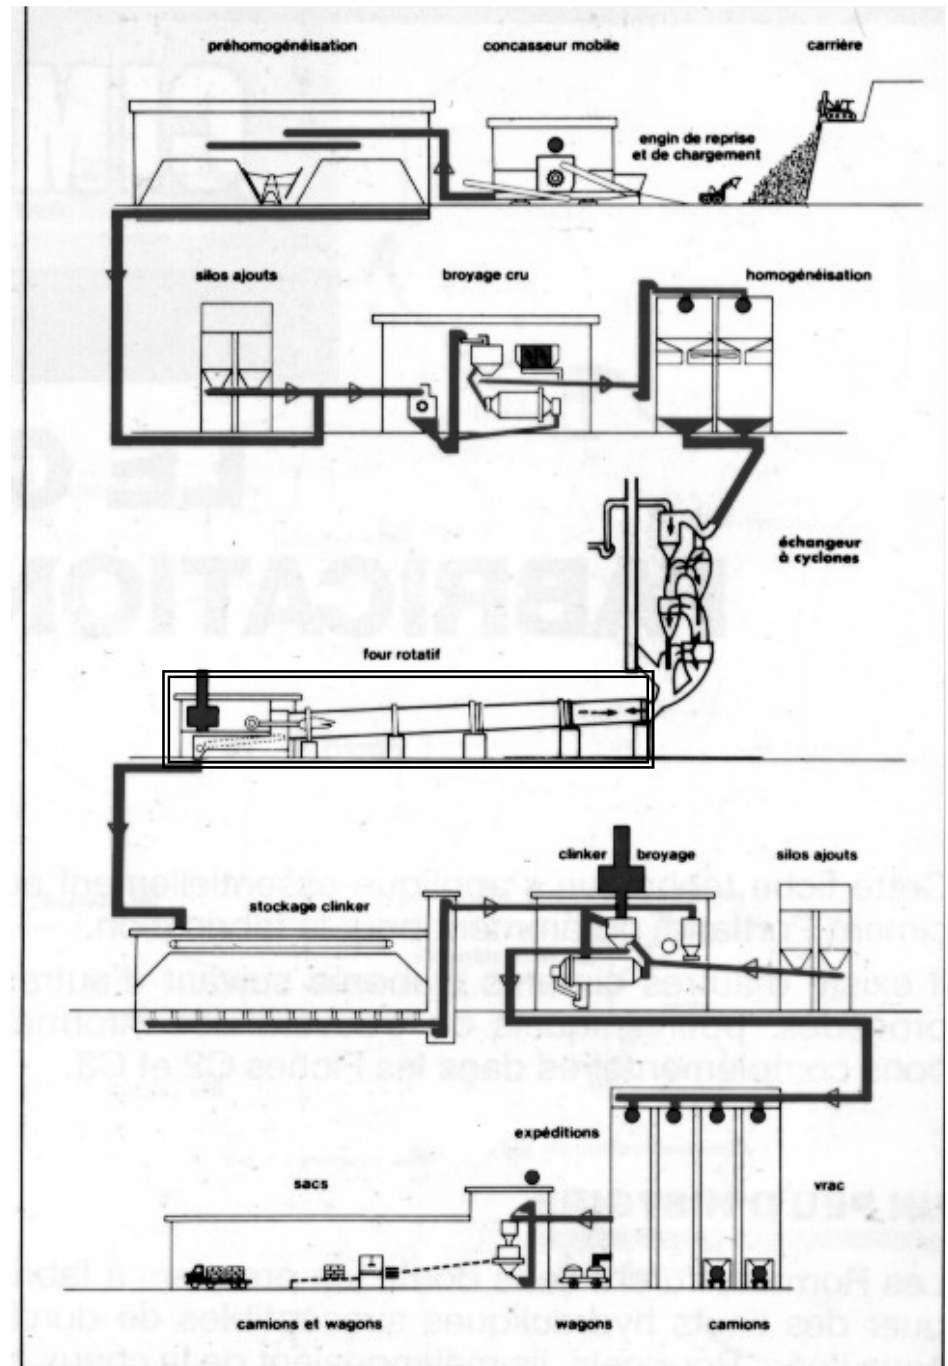 préhomogénéisation
concasseur mobile
carrière
engin de reprise
et de chargement
silos ajouts
broyage cru
homogénéisation
échangeur
à cyclones
four rotatif
clinker broyage
silos ajouts
stockage clinker
expéditions
sacs
vrac
camions et wagons
wagons
camions